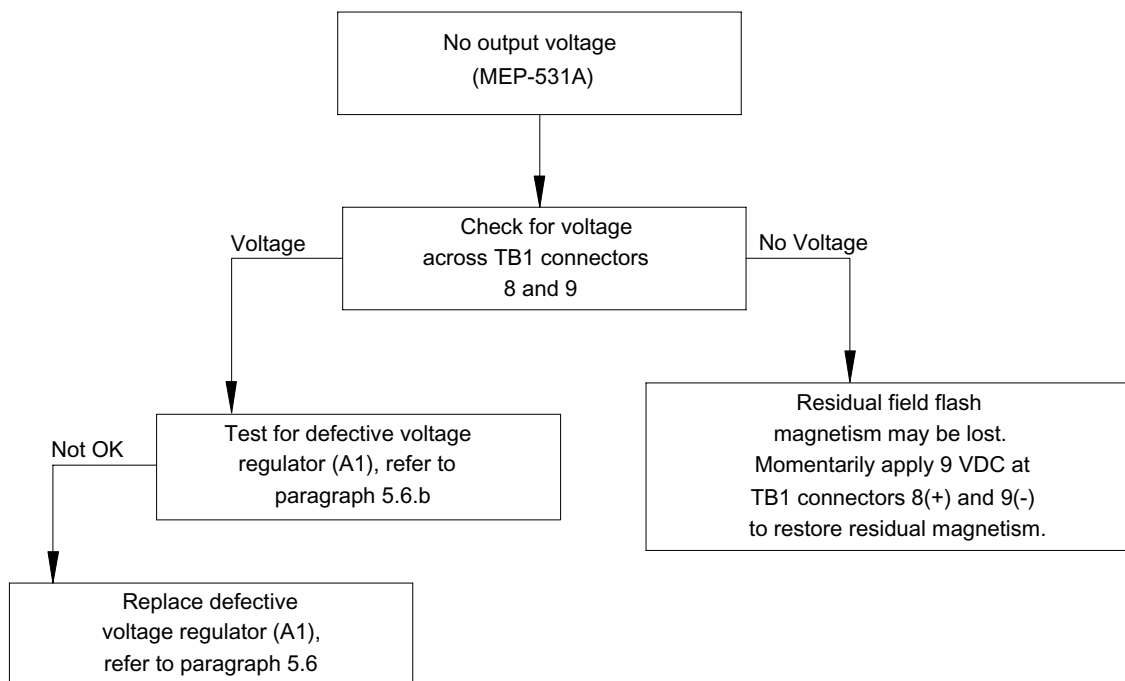 No output voltage
(MEP-531A)
Check for voltage
across TB1 connectors
8 and 9
Voltage
No Voltage
Test for defective voltage
regulator (A1), refer to
paragraph 5.6.b
Not OK
Residual field flash
magnetism may be lost.
Momentarily apply 9 VDC at
TB1 connectors 8(+) and 9(-)
to restore residual magnetism.
Replace defective
voltage regulator (A1),
refer to paragraph 5.6